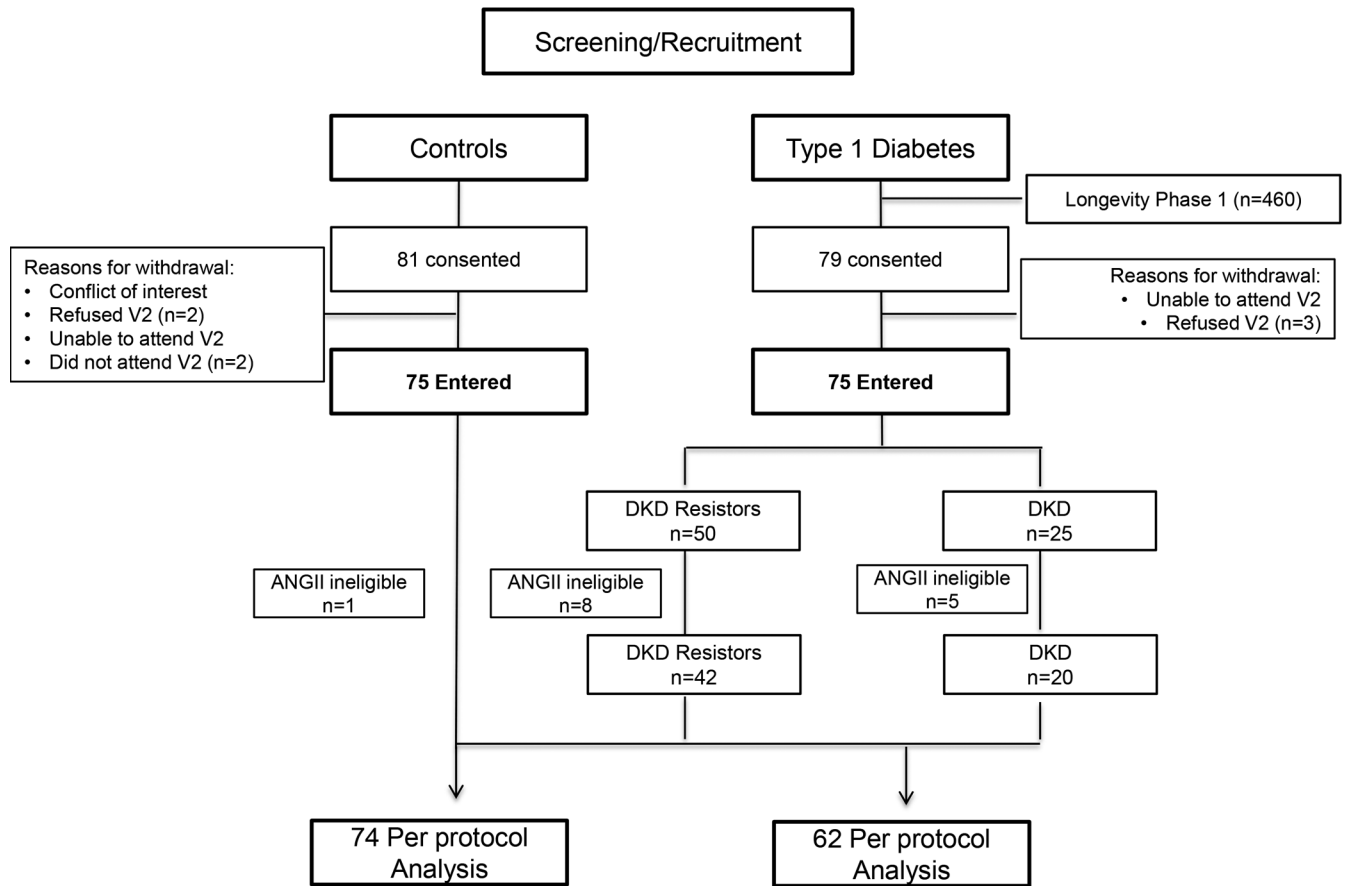 Screening/Recruitment
Controls
Type 1 Diabetes
Longevity Phase 1 (n=460)
81 consented
79 consented
Reasons for withdrawal:
• Conflict of interest
• Refused V2 (n=2)
• Unable to attend V2
• Did not attend V2 (n=2)
Reasons for withdrawal:
• Unable to attend V2
• Refused V2 (n=3)
75 Entered
75 Entered
DKD Resistors
n=50
DKD
n=25
ANGII ineligible
n=1
ANGII ineligible
n=8
ANGII ineligible
n=5
DKD Resistors
n=42
DKD
n=20
74 Per protocol
Analysis
62 Per protocol
Analysis